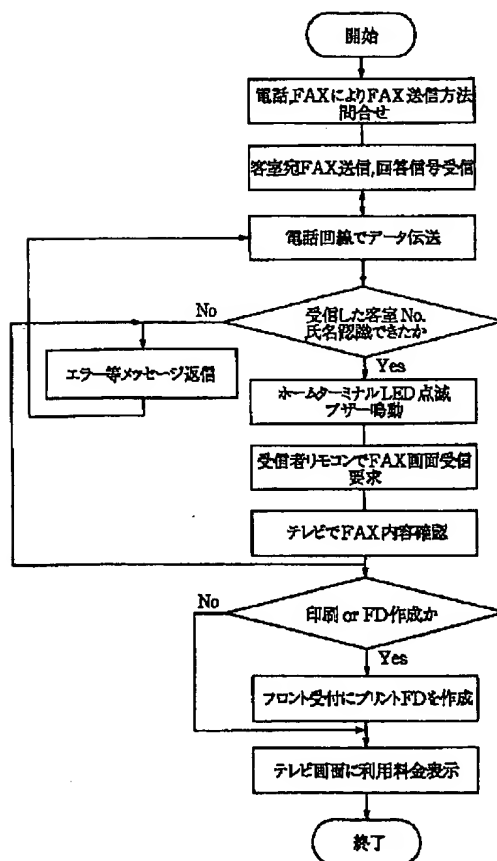 開始
電話,FAXによりFAX送信方法
問合せ
客室宛FAX送信,回答信号受信
電話回線でデータ伝送
No
受信した客室No.
氏名認識できたか
Yes
エラー等メッセージ返信
ホームターミナルLED点滅
ブザー鳴動
受信者リモコンでFAX画面受信
要求
テレビでFAX内容確認
No
印刷 or FD作成か
Yes
フロント受付にプリントFDを作成
テレビ画面に利用料金表示
終了